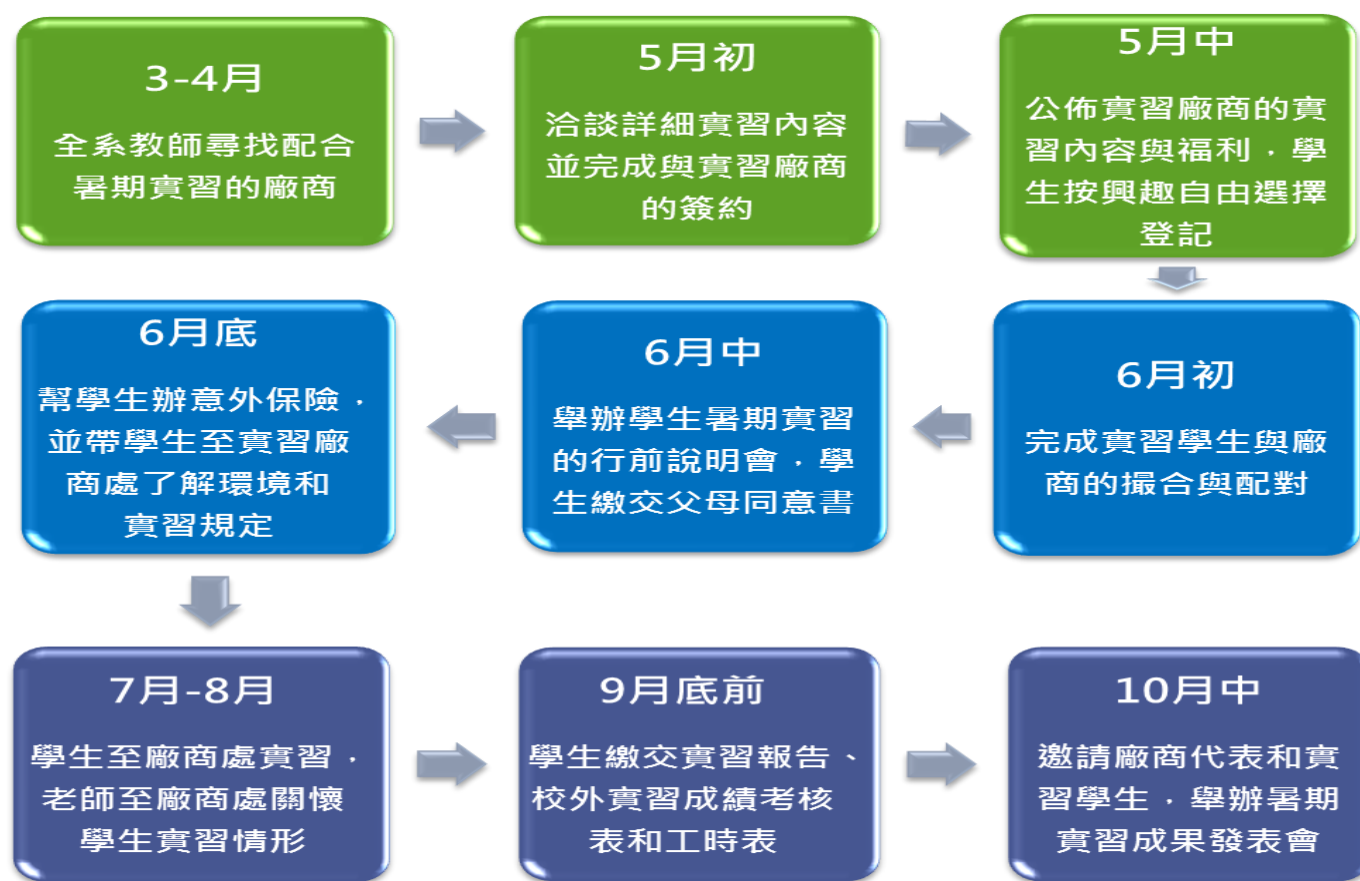 3-4月
全系教師尋找配合
暑期實習的廠商
5月初
洽談詳細實習內容
並完成與實習廠商
的簽約
5月中
公佈實習廠商的實
習內容與福利，學
生按興趣自由選擇
登記
6月初
完成實習學生與廠
商的撮合與配對
6月中
舉辦學生暑期實習
的行前說明會，學
生繳交父母同意書
6月底
幫學生辦意外保險，
並帶學生至實習廠
商處了解環境和
實習規定
7月-8月
學生至廠商處實習，
老師至廠商處關懷
學生實習情形
9月底前
學生繳交實習報告、
校外實習成績考核
表和工時表
10月中
邀請廠商代表和實
習學生，舉辦暑期
實習成果發表會